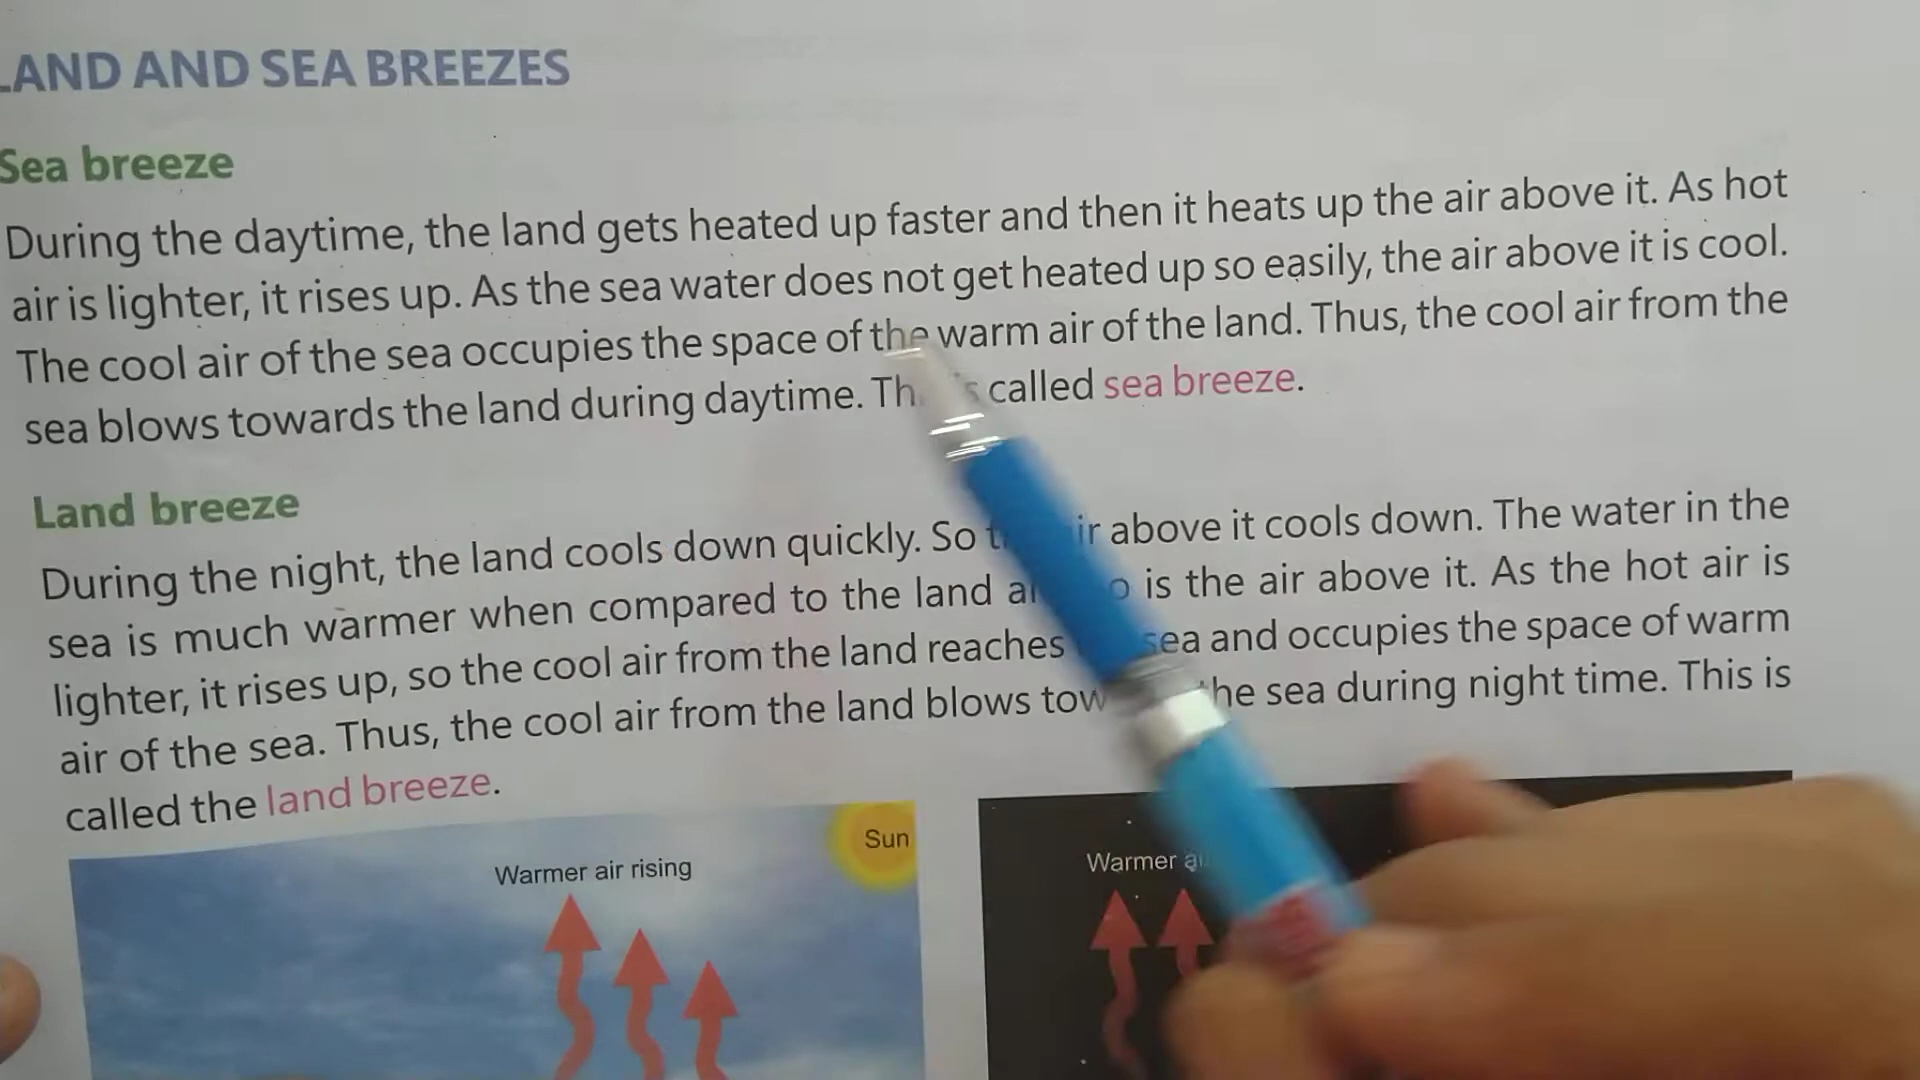 LAND AND SEA BREEZES
Sea breeze
During the daytime, the land gets heated up faster and then it heats up the air above it. As hot
air is lighter, it rises up. As the sea water does not get heated up so easily, the air above it is cool.
The cool air of the sea occupies the space of the warm air of the land. Thus, the cool air from the
sea blows towards the land during daytime. called sea breeze.
Land breeze
During the night, the land cools down quickly. So above it cools down. The water in the
sea is much warmer when compared to the land is the air above it. As the hot air is
lighter, it rises up, so the cool air from the land reaches sea and occupies the space of warm
air of the sea. Thus, the cool air from the land blows the sea during night time. This is
called the land breeze.
Sun
Warmer air rising
Warmer